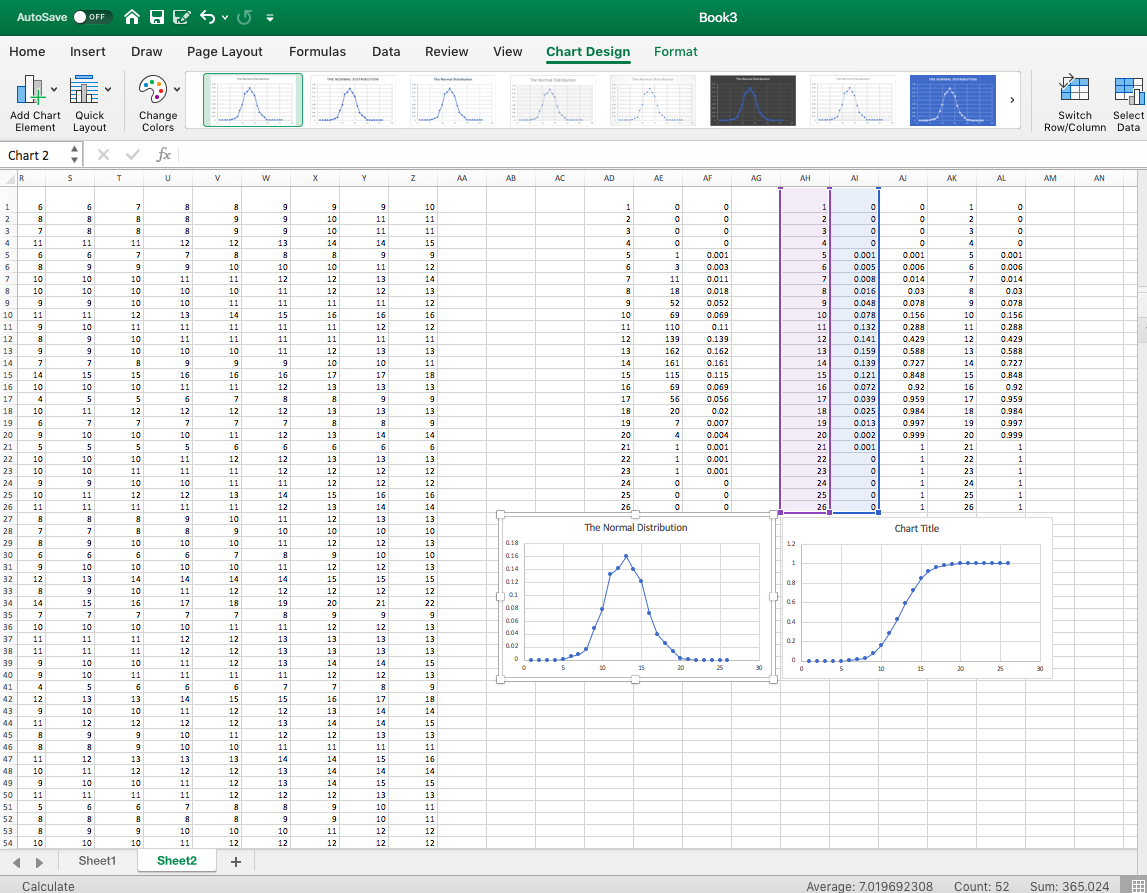 AutoSave OFF Book3
Home Insert Draw Page Layout Formulas Data Review View Chart Design Format
Add Chart Element Quick Layout Change Colors Switch Row/Column Select Data
Chart 2 fx
R S T U V W X Y Z AA AB AC AD AE AF AG AH AI AJ AK AL AM AN
1 6 6 7 8 8 9 9 9 10 1 0 0 1 0 0 1 0
2 8 8 8 8 9 9 10 11 11 2 0 0 2 0 0 2 0
3 7 8 8 8 9 9 10 11 11 3 0 0 3 0 0 3 0
4 11 11 11 12 12 13 14 14 15 4 0 0 4 0 0 4 0
5 6 6 7 7 8 8 8 9 9 5 1 0.001 5 0.001 0.001 5 0.001
6 8 9 9 9 10 10 10 11 12 6 3 0.003 6 0.005 0.006 6 0.006
7 10 10 10 11 11 12 12 13 14 7 11 0.011 7 0.008 0.014 7 0.014
8 10 10 10 10 11 11 12 12 13 8 18 0.018 8 0.016 0.03 8 0.03
9 9 9 10 10 11 11 11 11 12 9 52 0.052 9 0.048 0.078 9 0.078
10 11 11 12 13 14 15 16 16 16 10 69 0.069 10 0.078 0.156 10 0.156
11 9 10 11 11 11 11 11 12 12 11 110 0.11 11 0.132 0.288 11 0.288
12 8 9 10 11 11 11 11 11 11 12 139 0.139 12 0.141 0.429 12 0.429
13 9 9 10 10 10 11 12 13 13 13 162 0.162 13 0.159 0.588 13 0.588
14 7 7 8 9 9 9 10 10 11 14 161 0.161 14 0.139 0.727 14 0.727
15 14 15 15 16 16 16 17 17 18 15 115 0.115 15 0.121 0.848 15 0.848
16 10 10 10 11 11 12 13 13 13 16 69 0.069 16 0.072 0.92 16 0.92
17 4 5 5 6 7 8 8 9 9 17 56 0.056 17 0.039 0.959 17 0.959
18 10 11 12 12 12 12 13 13 13 18 20 0.02 18 0.025 0.984 18 0.984
19 6 7 7 7 7 7 8 8 9 19 7 0.007 19 0.013 0.997 19 0.997
20 9 10 10 10 11 12 13 14 14 20 4 0.004 20 0.002 0.999 20 0.999
21 5 5 5 5 6 6 6 6 6 21 1 0.001 21 0.001 1 21 1
22 10 10 10 11 12 12 13 13 13 22 1 0.001 22 0 1 22 1
23 10 10 11 11 12 12 12 12 12 23 1 0.001 23 0 1 23 1
24 9 9 10 11 11 11 12 12 12 24 0 0 24 0 1 24 1
25 10 11 12 12 13 14 15 16 16 25 0 0 25 0 1 25 1
26 11 11 11 11 11 12 13 14 14 26 0 0 26 0 1 26 1
27 8 8 8 9 10 11 12 13 13
28 7 7 8 8 9 10 10 10 10
29 8 9 10 10 10 11 12 12 13
30 6 6 6 6 7 8 9 10 10
31 9 10 10 10 10 11 12 12 13
32 12 13 14 14 14 14 15 15 15
33 8 9 10 11 12 12 12 12 12
34 14 15 16 17 18 19 20 21 22
35 7 7 7 7 7 8 9 9 9
36 10 10 10 11 11 11 12 12 13
37 11 11 11 12 12 13 13 13 13
38 11 11 11 12 12 13 13 13 13
39 9 10 10 11 12 13 14 14 15
40 9 10 11 11 11 11 12 12 13
41 4 5 6 6 6 7 7 8 9
42 12 13 13 14 15 15 16 17 18
43 9 10 10 11 12 12 13 14 14
44 11 12 12 12 12 13 14 14 15
45 8 9 9 10 11 12 12 13 13
46 8 8 9 10 10 11 11 11 11
47 11 12 13 13 13 14 14 15 16
48 10 11 12 12 12 13 14 14 14
49 9 10 10 11 12 13 14 15 15
50 11 11 11 11 12 12 12 13 13
51 5 6 6 7 8 8 9 10 11
52 8 8 8 8 8 9 9 10 11
53 8 9 9 10 10 10 11 12 12
54 10 10 10 11 12 12 12 12 12
The Normal Distribution
0.18
0.16
0.14
0.12
0.1
0.08
0.06
0.04
0.02
0
0 5 10 15 20 25 30
Chart Title
1.2
1
0.8
0.6
0.4
0.2
0
0 5 10 15 20 25 30
Sheet1 Sheet2 +
Calculate Average: 7.019692308 Count: 52 Sum: 365.024